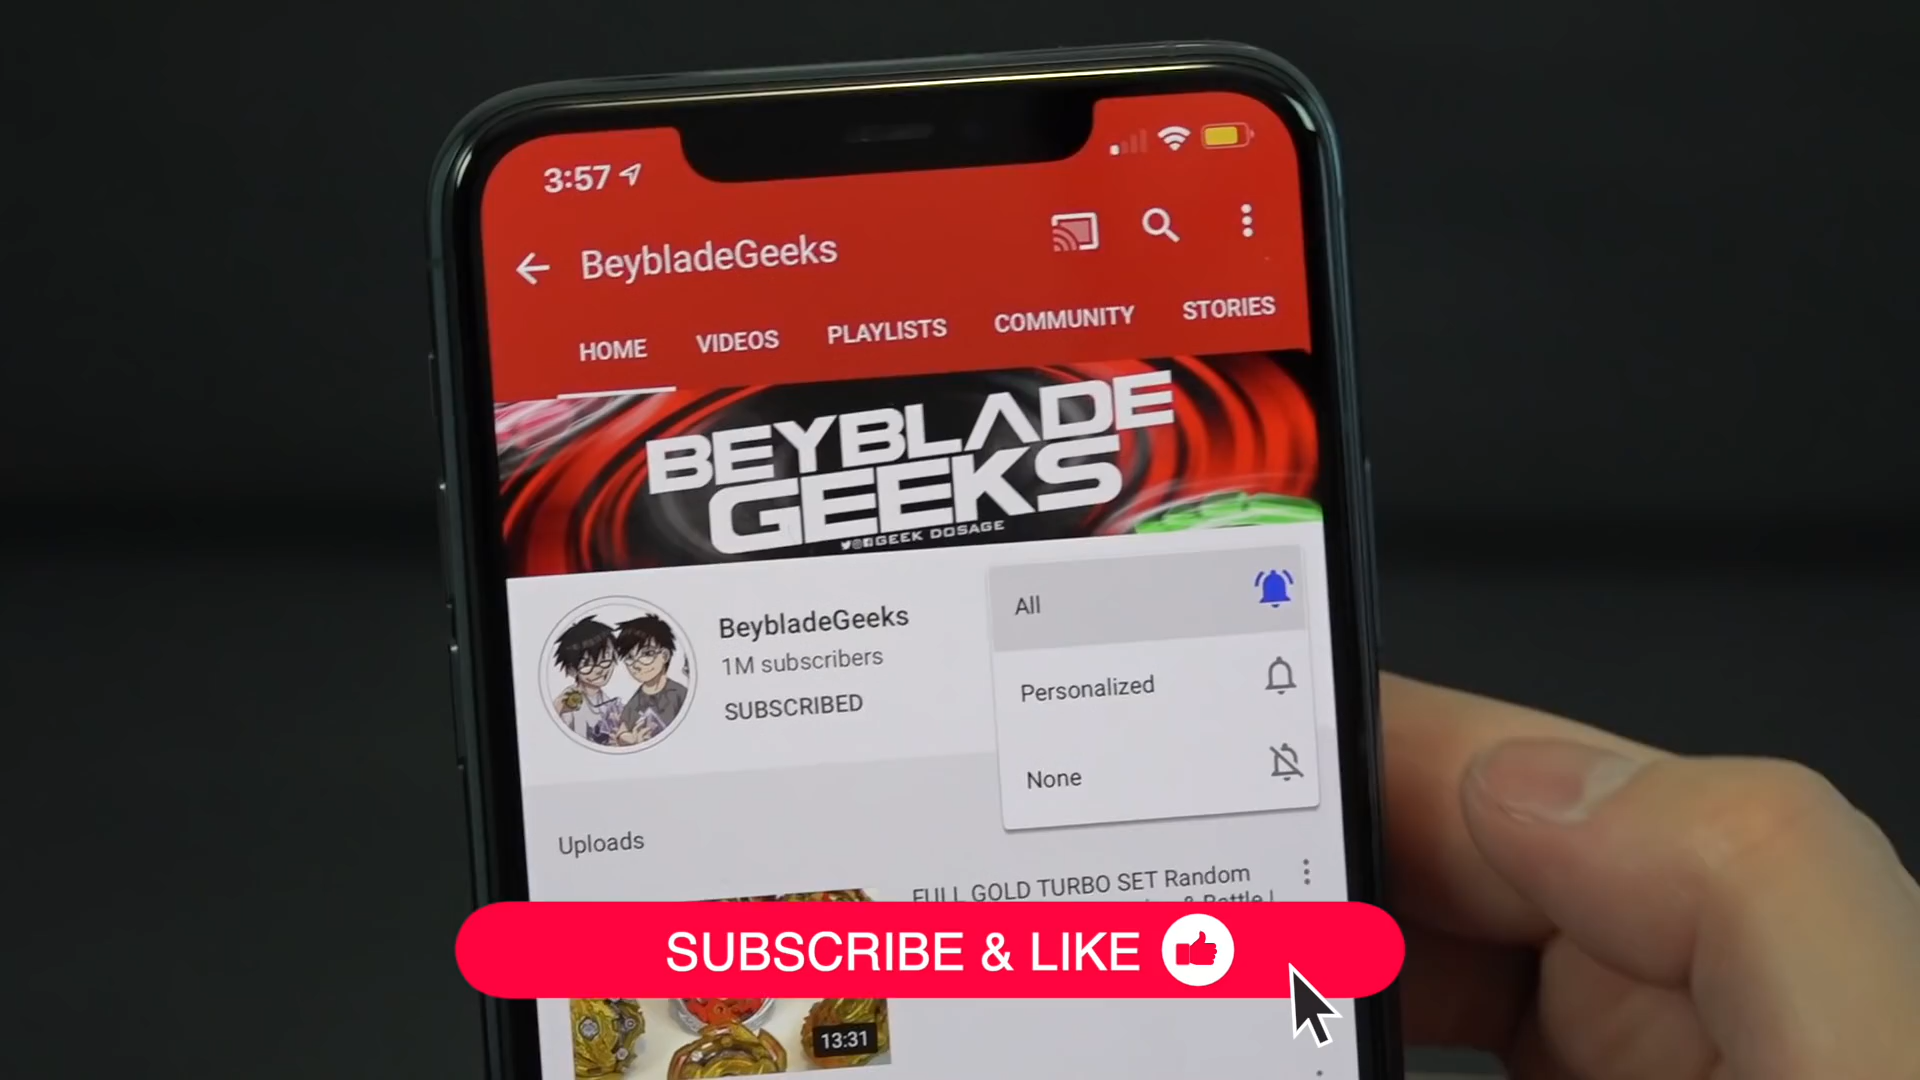 3:57
BeybladeGeeks
HOME VIDEOS PLAYLISTS COMMUNITY STORIES
BEYBLADE
GEEKS
GEEK DOSAGE
BeybladeGeeks
1M subscribers
SUBSCRIBED
All
Personalized
None
Uploads
FULL GOLD TURBO SET Random
& Battle |
SUBSCRIBE & LIKE
13:31